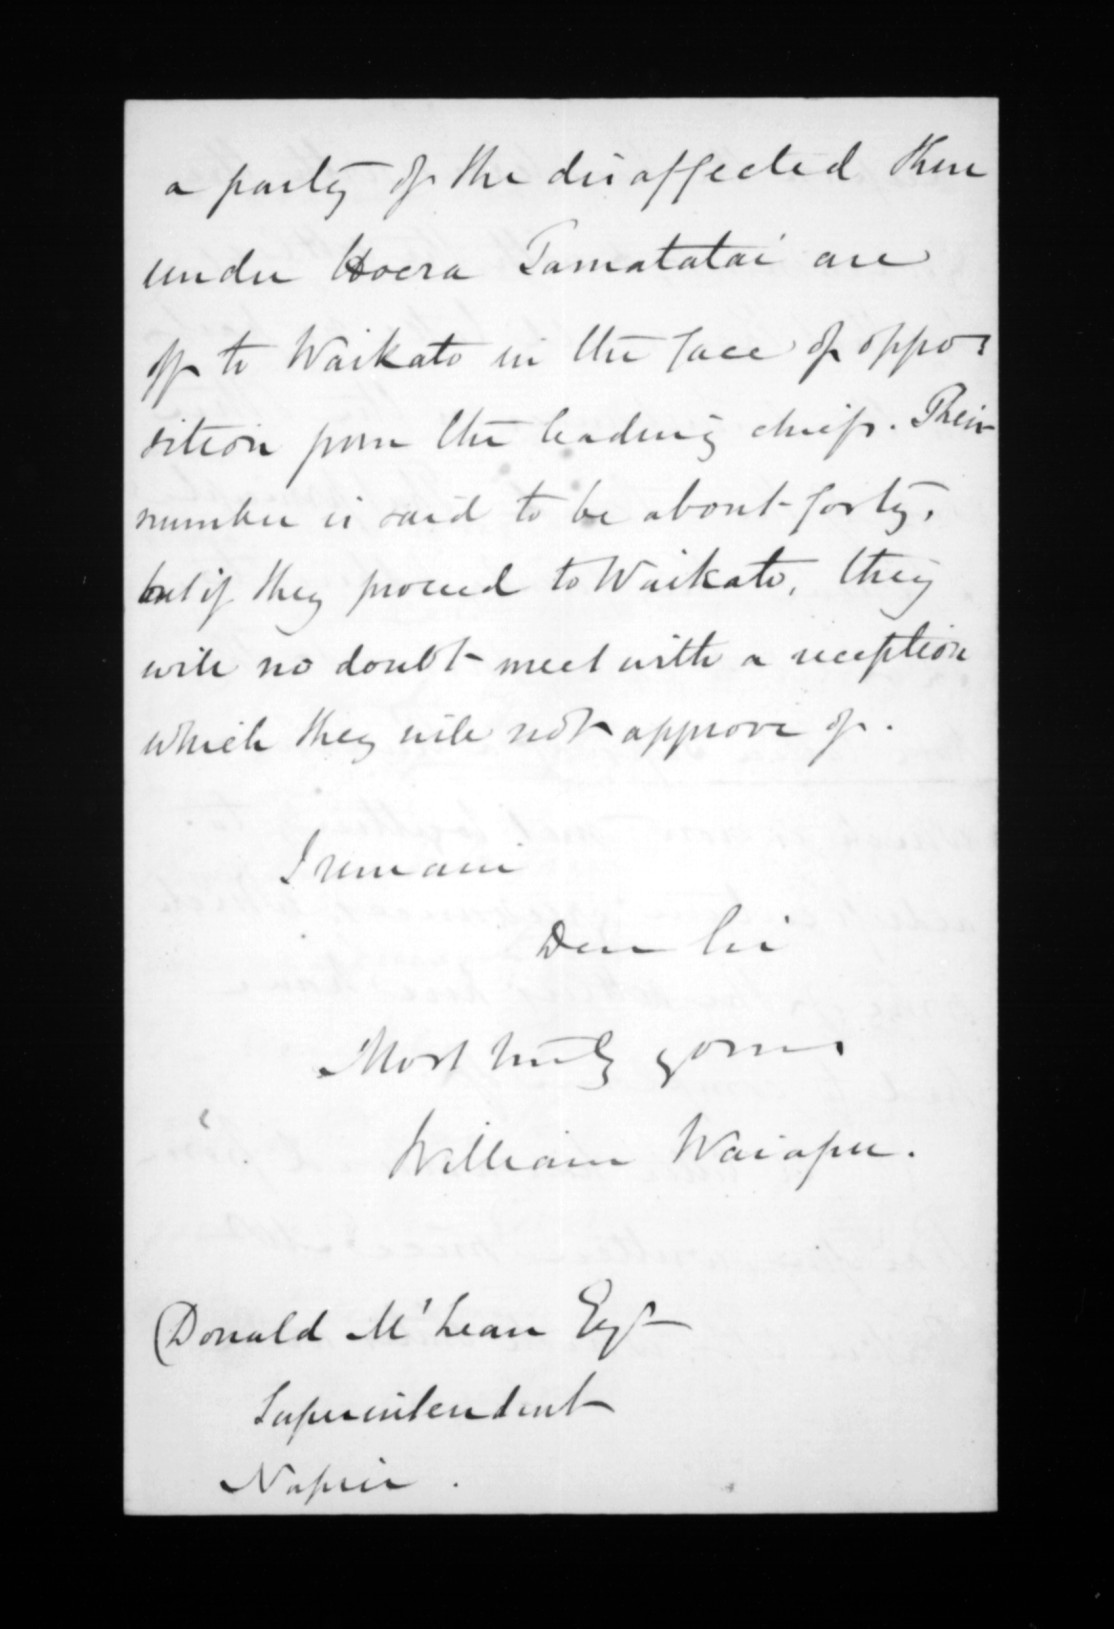 a party of the disaffected there
under Hoera Tamatatai are
off to Waikato in the face of oppo=
sition from the leading chiefs. Their
number is said to be about forty,
but if they proceed to Waikato, they
will no doubt meet with a reception
which they will not approve of.
I remain
Dear Sir
Most truly yours
William Waiapu.
Donald McLean Esqr
Superintendent
Napier.